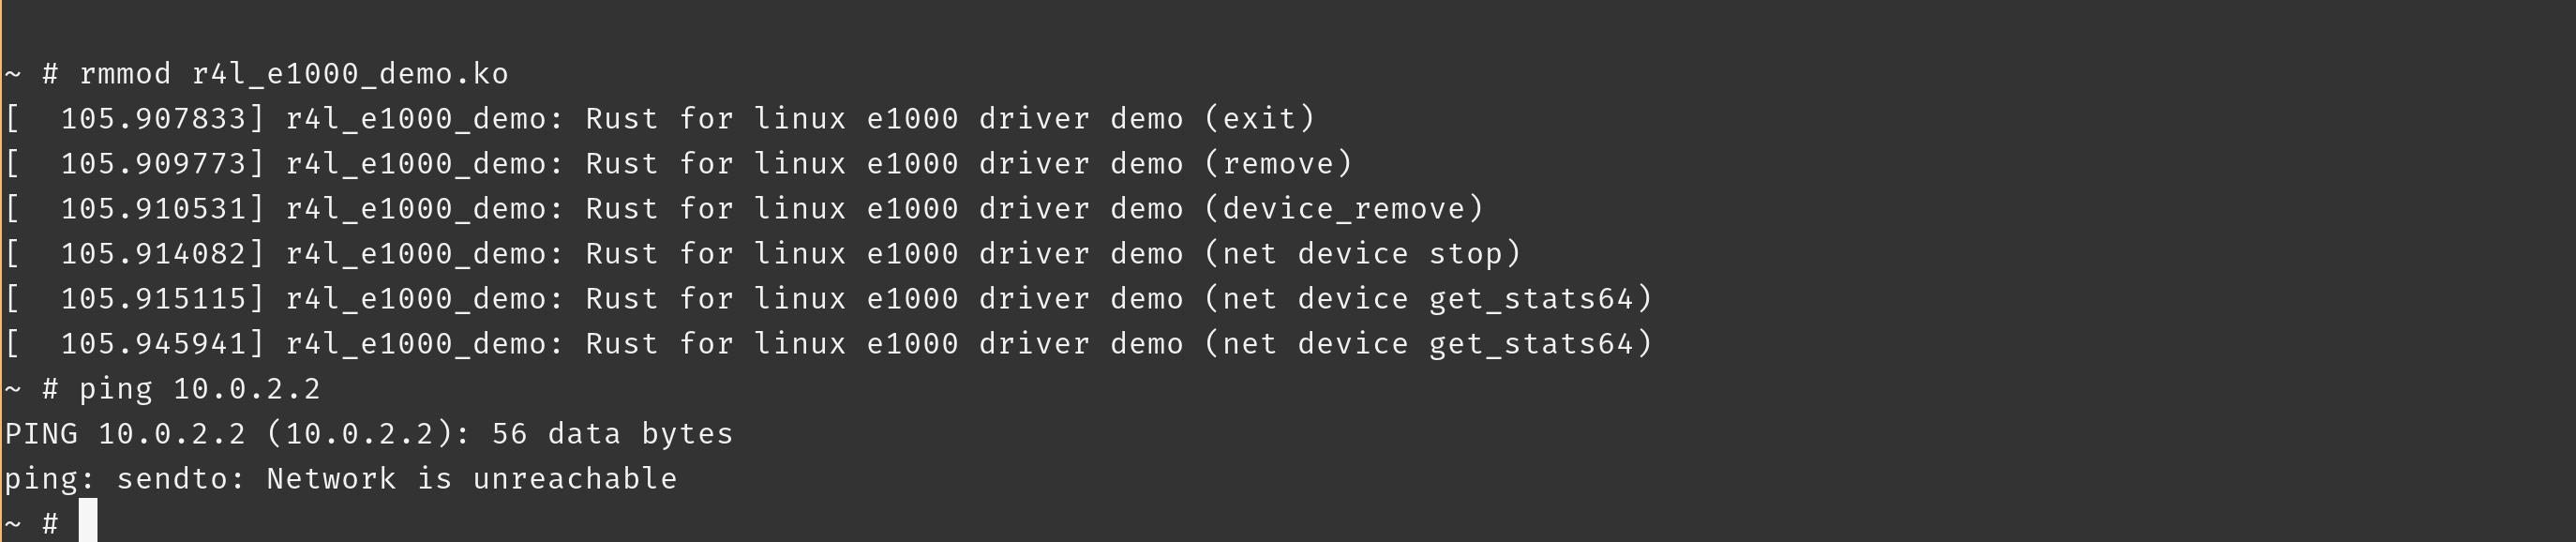 ~ # rmmod r4l_e1000_demo.ko
[  105.907833] r4l_e1000_demo: Rust for linux e1000 driver demo (exit)
[  105.909773] r4l_e1000_demo: Rust for linux e1000 driver demo (remove)
[  105.910531] r4l_e1000_demo: Rust for linux e1000 driver demo (device_remove)
[  105.914082] r4l_e1000_demo: Rust for linux e1000 driver demo (net device stop)
[  105.915115] r4l_e1000_demo: Rust for linux e1000 driver demo (net device get_stats64)
[  105.945941] r4l_e1000_demo: Rust for linux e1000 driver demo (net device get_stats64)
~ # ping 10.0.2.2
PING 10.0.2.2 (10.0.2.2): 56 data bytes
ping: sendto: Network is unreachable
~ #